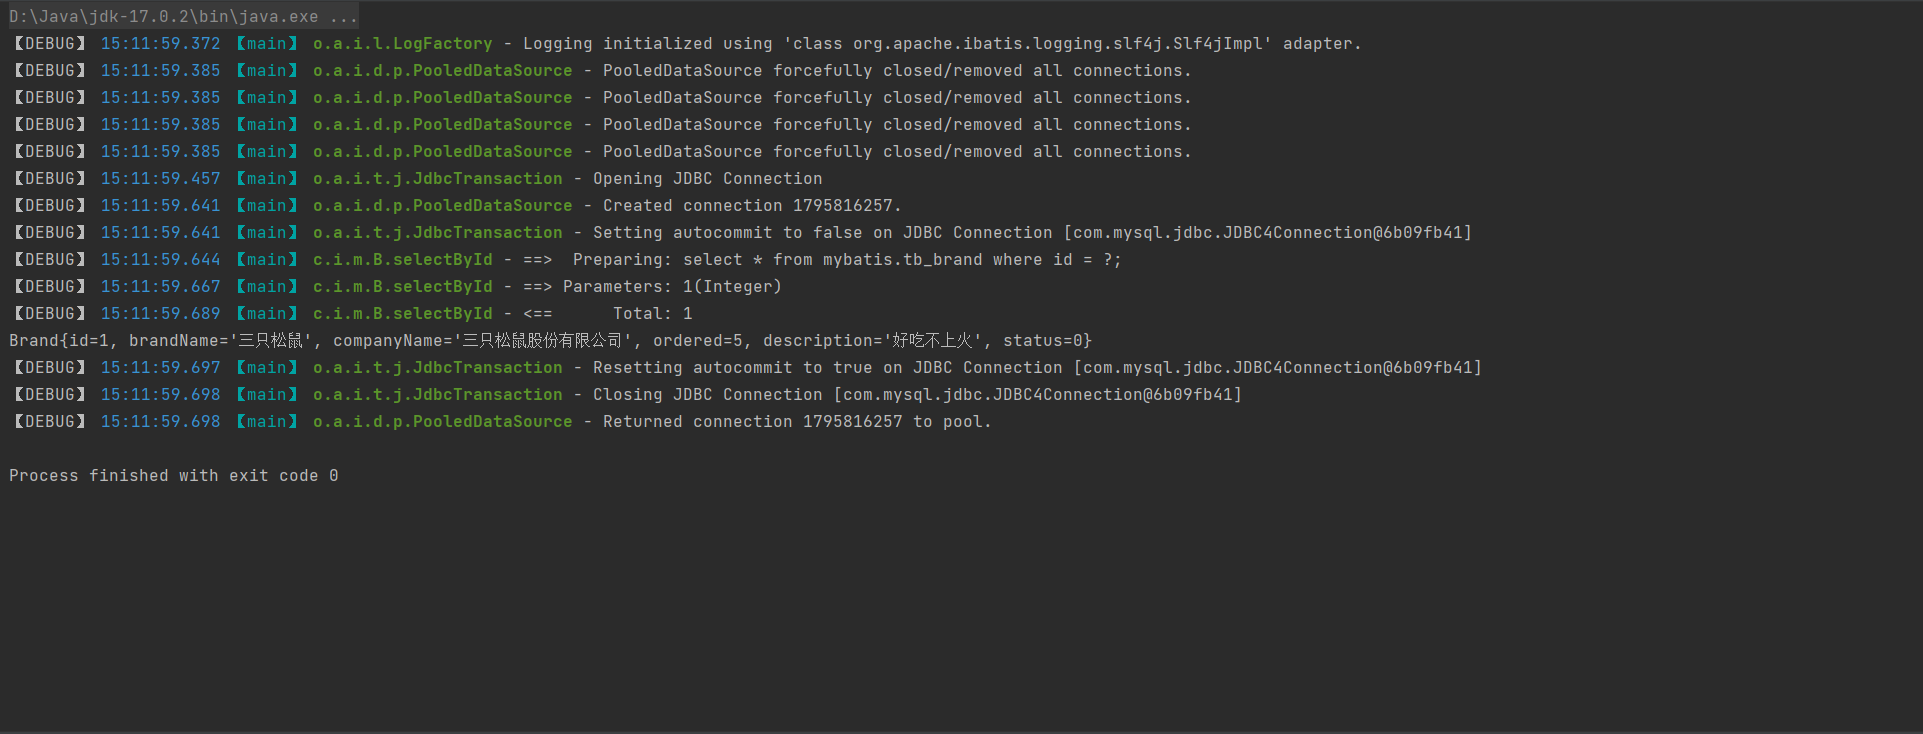 D:\Java\jdk-17.0.2\bin\java.exe ...
【DEBUG】 15:11:59.372 【main】 o.a.i.l.LogFactory - Logging initialized using 'class org.apache.ibatis.logging.slf4j.Slf4jImpl' adapter.
【DEBUG】 15:11:59.385 【main】 o.a.i.d.p.PooledDataSource - PooledDataSource forcefully closed/removed all connections.
【DEBUG】 15:11:59.385 【main】 o.a.i.d.p.PooledDataSource - PooledDataSource forcefully closed/removed all connections.
【DEBUG】 15:11:59.385 【main】 o.a.i.d.p.PooledDataSource - PooledDataSource forcefully closed/removed all connections.
【DEBUG】 15:11:59.385 【main】 o.a.i.d.p.PooledDataSource - PooledDataSource forcefully closed/removed all connections.
【DEBUG】 15:11:59.457 【main】 o.a.i.t.j.JdbcTransaction - Opening JDBC Connection
【DEBUG】 15:11:59.641 【main】 o.a.i.d.p.PooledDataSource - Created connection 1795816257.
【DEBUG】 15:11:59.641 【main】 o.a.i.t.j.JdbcTransaction - Setting autocommit to false on JDBC Connection [com.mysql.jdbc.JDBC4Connection@6b09fb41]
【DEBUG】 15:11:59.644 【main】 c.i.m.B.selectById - ==>  Preparing: select * from mybatis.tb_brand where id = ?;
【DEBUG】 15:11:59.667 【main】 c.i.m.B.selectById - ==> Parameters: 1(Integer)
【DEBUG】 15:11:59.689 【main】 c.i.m.B.selectById - <==      Total: 1
Brand{id=1, brandName='三只松鼠', companyName='三只松鼠股份有限公司', ordered=5, description='好吃不上火', status=0}
【DEBUG】 15:11:59.697 【main】 o.a.i.t.j.JdbcTransaction - Resetting autocommit to true on JDBC Connection [com.mysql.jdbc.JDBC4Connection@6b09fb41]
【DEBUG】 15:11:59.698 【main】 o.a.i.t.j.JdbcTransaction - Closing JDBC Connection [com.mysql.jdbc.JDBC4Connection@6b09fb41]
【DEBUG】 15:11:59.698 【main】 o.a.i.d.p.PooledDataSource - Returned connection 1795816257 to pool.
Process finished with exit code 0